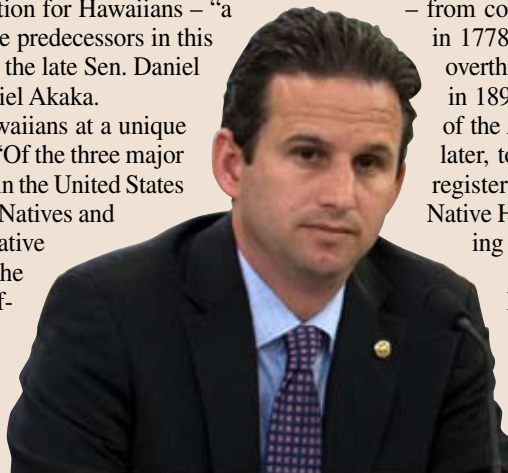 tion for Hawaiians – “a
e predecessors in this
the late Sen. Daniel
iel Akaka.
waiians at a unique
“Of the three major
in the United States
Natives and
ative
he
f-
– from co
in 1778
overth
in 189
of the
later, to
register
Native H
ing